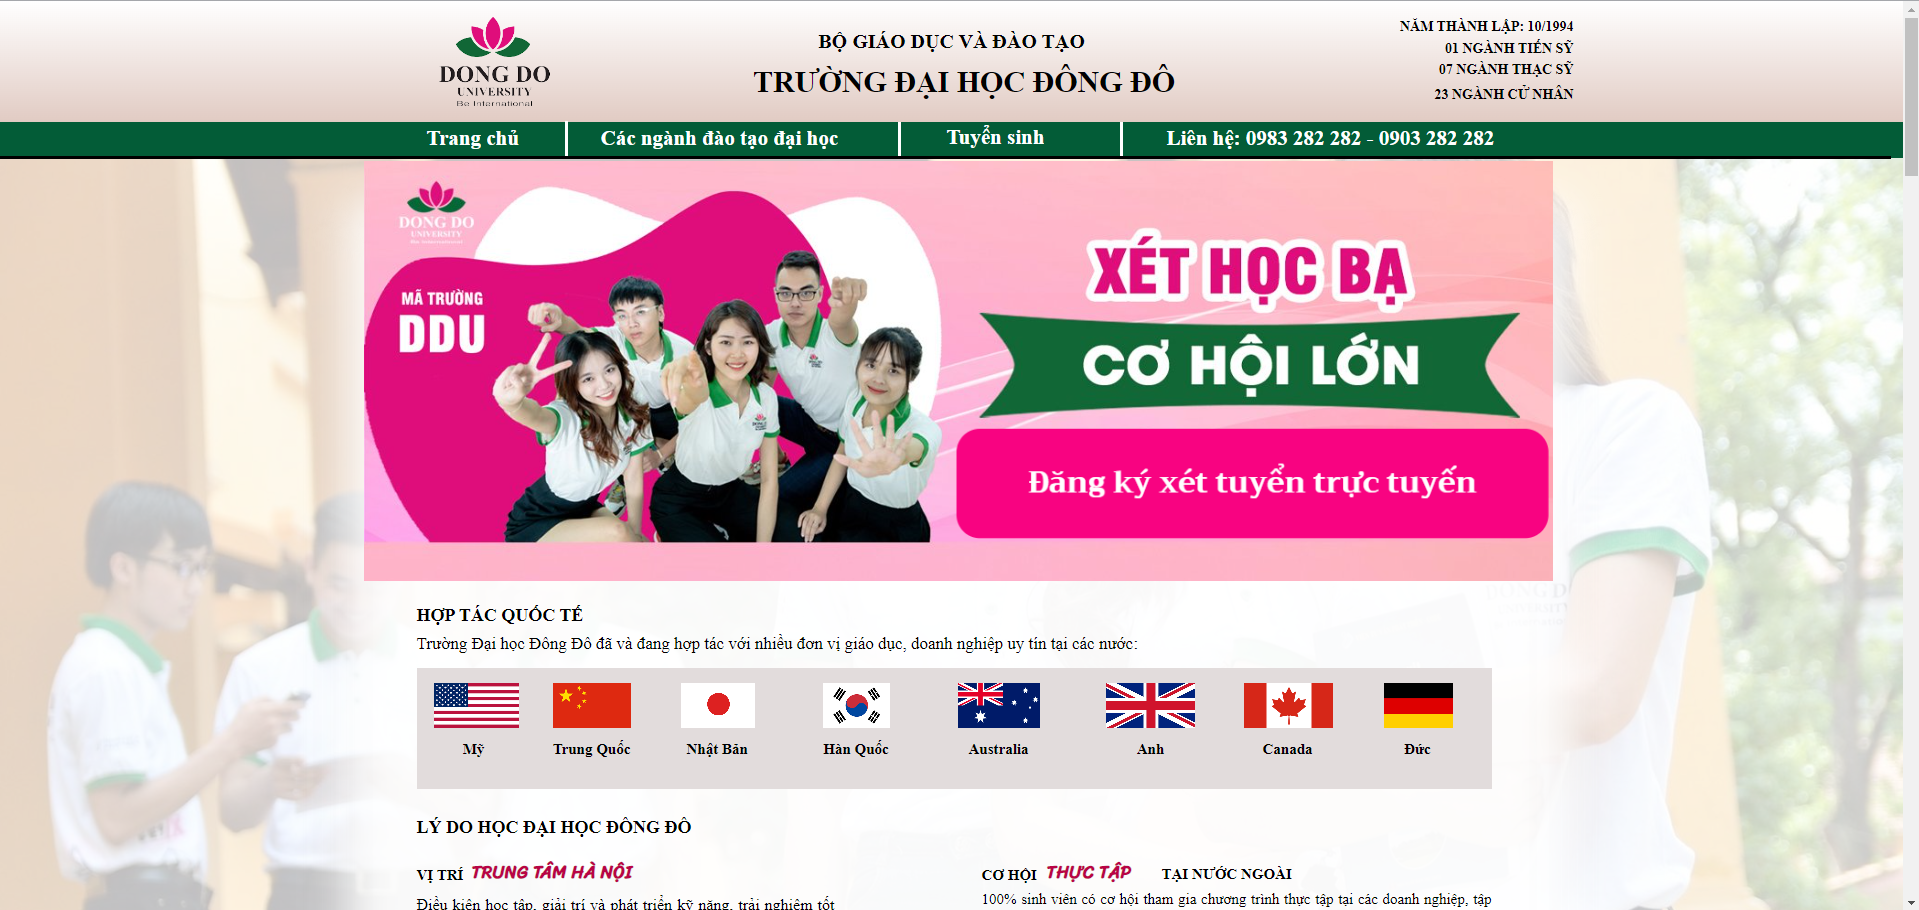 DONG DO
UNIVERSITY
Be International
BỘ GIÁO DỤC VÀ ĐÀO TẠO
TRƯỜNG ĐẠI HỌC ĐÔNG ĐÔ
NĂM THÀNH LẬP: 10/1994
01 NGÀNH TIẾN SỸ
07 NGÀNH THẠC SỸ
23 NGÀNH CỬ NHÂN
Trang chủ
Các ngành đào tạo đại học
Tuyển sinh
Liên hệ: 0983 282 282 - 0903 282 282
DONG DO
UNIVERSITY
MÃ TRƯỜNG
DDU
XÉT HỌC BẠ
CƠ HỘI LỚN
Đăng ký xét tuyển trực tuyến
HỢP TÁC QUỐC TẾ
Trường Đại học Đông Đô đã và đang hợp tác với nhiều đơn vị giáo dục, doanh nghiệp uy tín tại các nước:
Mỹ
Trung Quốc
Nhật Bản
Hàn Quốc
Australia
Anh
Canada
Đức
LÝ DO HỌC ĐẠI HỌC ĐÔNG ĐÔ
VỊ TRÍ TRUNG TÂM HÀ NỘI
Điều kiện học tập, giải trí và phát triển kỹ năng, trải nghiệm tốt
CƠ HỘI THỰC TẬP TẠI NƯỚC NGOÀI
100% sinh viên có cơ hội tham gia chương trình thực tập tại các doanh nghiệp, tập